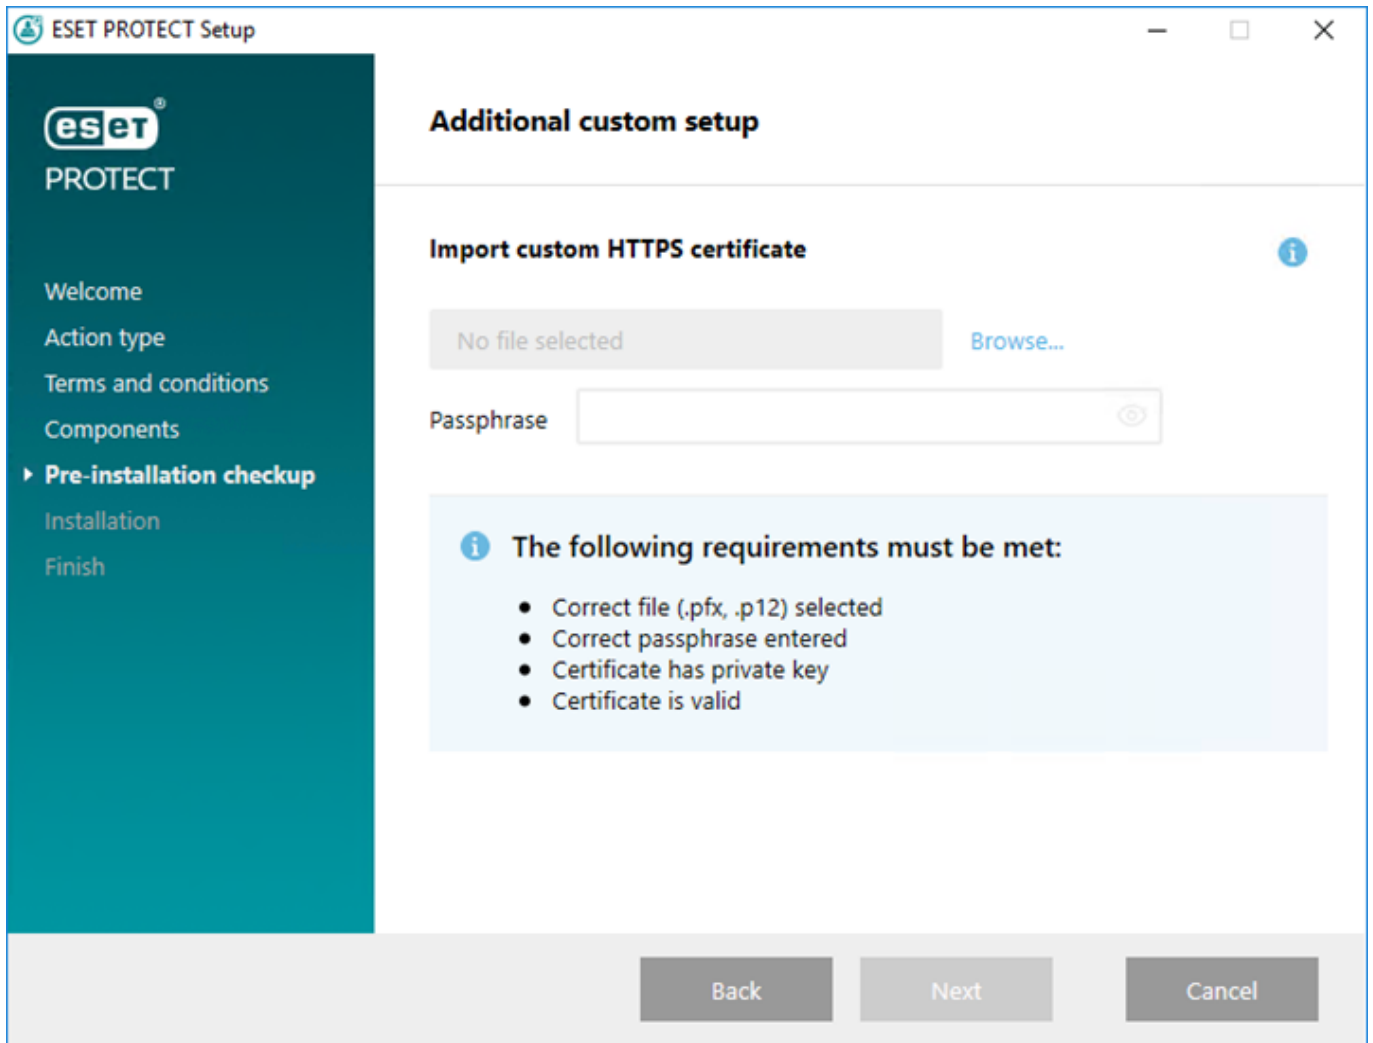 ESET PROTECT Setup
eseT®
PROTECT
Welcome
Action type
Terms and conditions
Components
Pre-installation checkup
Installation
Finish
Additional custom setup
Import custom HTTPS certificate
No file selected
Browse...
Passphrase
The following requirements must be met:
• Correct file (.pfx, .p12) selected
• Correct passphrase entered
• Certificate has private key
• Certificate is valid
Back
Next
Cancel